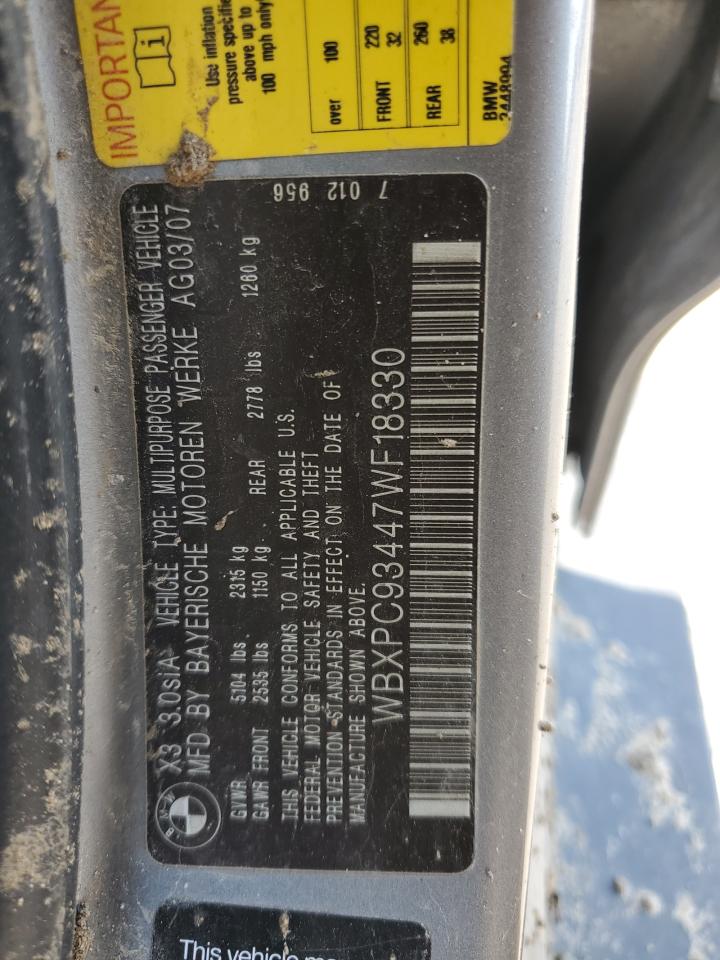 IMPORTAN
i
Use inflation
pressure specifie
above up to
100 mph only
over 100
FRONT 220 32
REAR 260 38
BMW
7 012 956
X3 3.0siA VEHICLE TYPE: MULTIPURPOSE PASSENGER VEHICLE
MFD BY BAYERISCHE MOTOREN WERKE AG03/07
GVWR 5104 lbs. 2315 kg
GAWR FRONT 2535 lbs. 1150 kg. REAR 2778 lbs 1260 kg
THIS VEHICLE CONFORMS TO ALL APPLICABLE U.S.
FEDERAL MOTOR VEHICLE SAFETY AND THEFT
PREVENTION STANDARDS IN EFFECT ON THE DATE OF
MANUFACTURE SHOWN ABOVE.
WBXPC93447WF18330
BMW
This vehicle